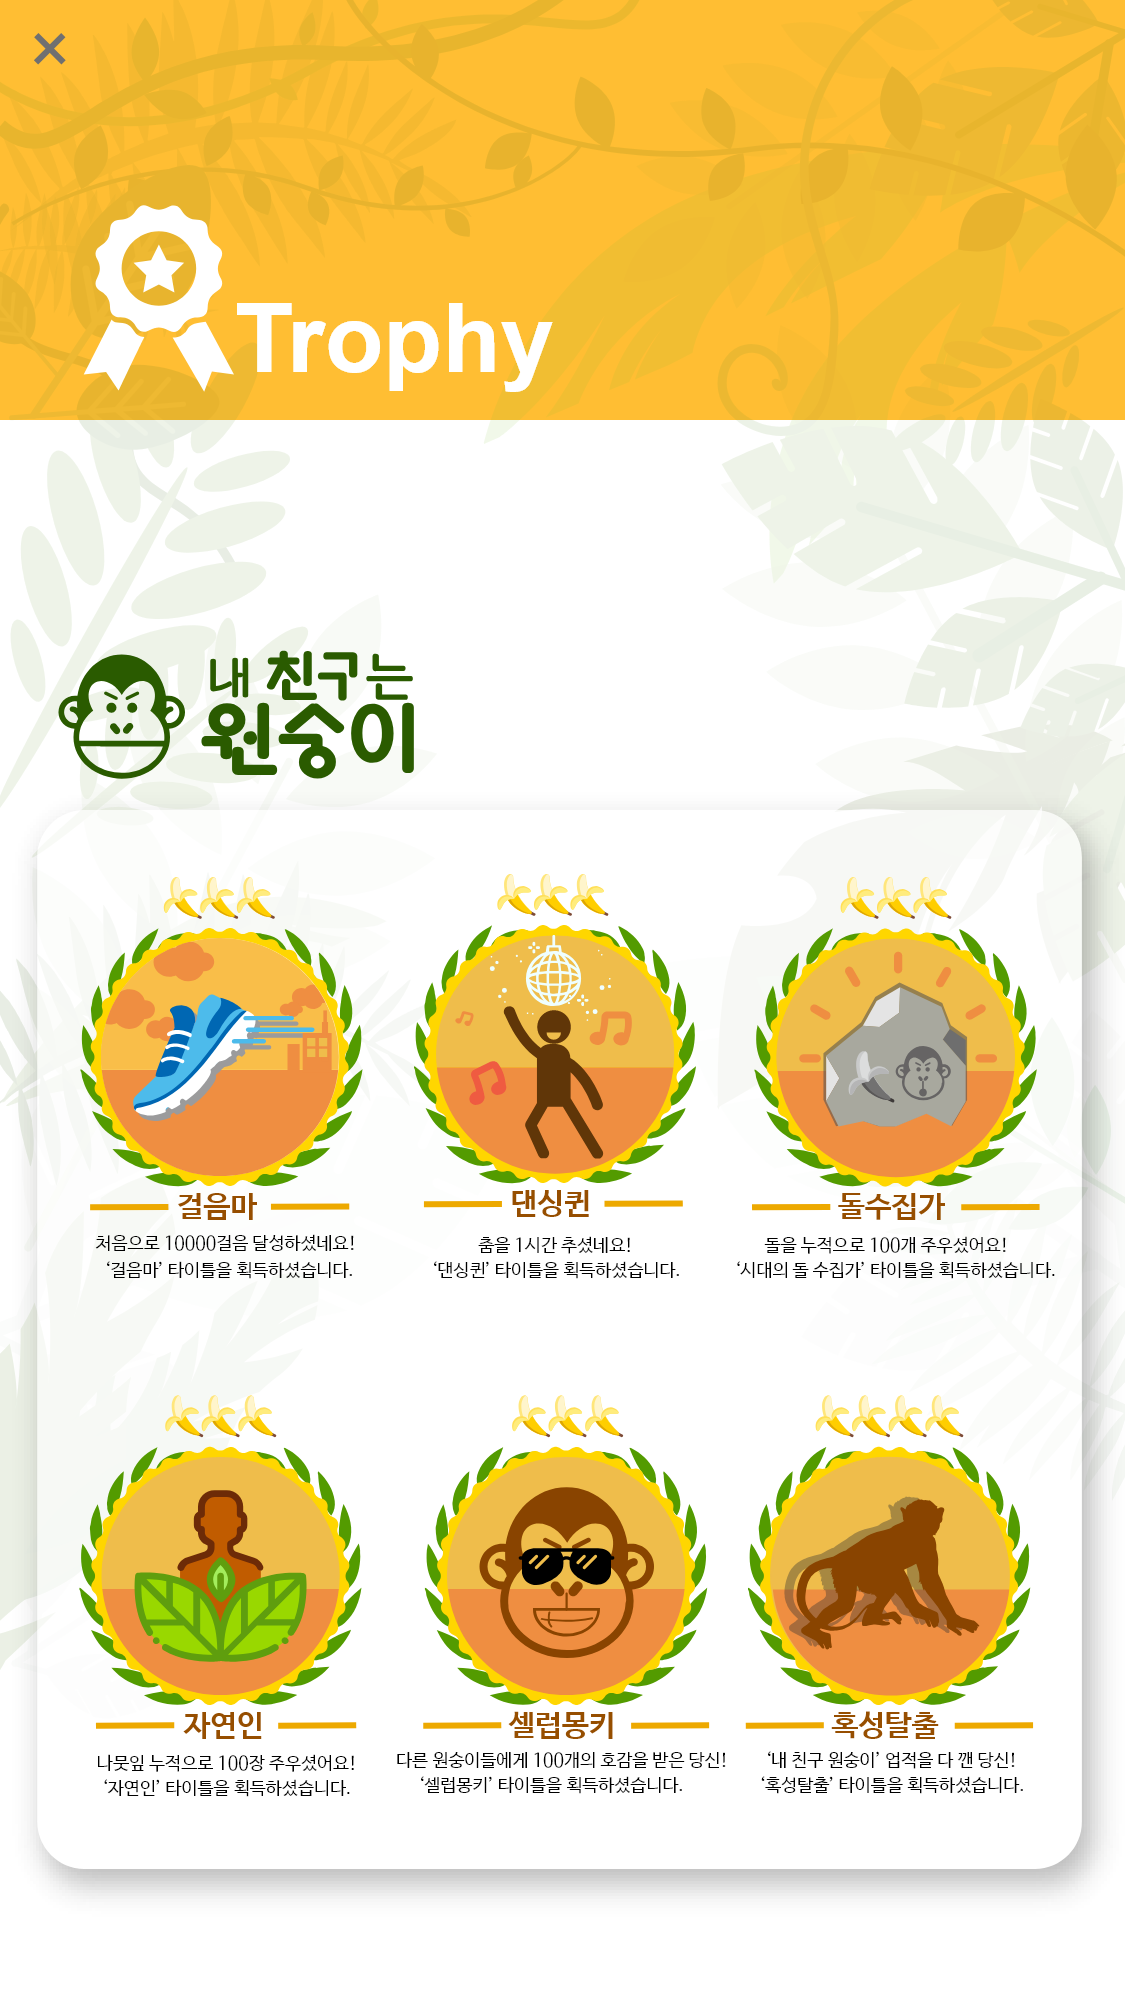 Trophy
내 친구는
원숭이
걸음마
처음으로 10000걸음 달성하셨네요!
‘걸음마’ 타이틀을 획득하셨습니다.
댄싱퀸
춤을 1시간 추셨네요!
‘댄싱퀸’ 타이틀을 획득하셨습니다.
돌수집가
돌을 누적으로 100개 주우셨어요!
‘시대의 돌 수집가’ 타이틀을 획득하셨습니다.
자연인
나뭇잎 누적으로 100장 주우셨어요!
‘자연인’ 타이틀을 획득하셨습니다.
셀럽몽키
다른 원숭이들에게 100개의 호감을 받은 당신!
‘셀럽몽키’ 타이틀을 획득하셨습니다.
혹성탈출
‘내 친구 원숭이’ 업적을 다 깬 당신!
‘혹성탈출’ 타이틀을 획득하셨습니다.